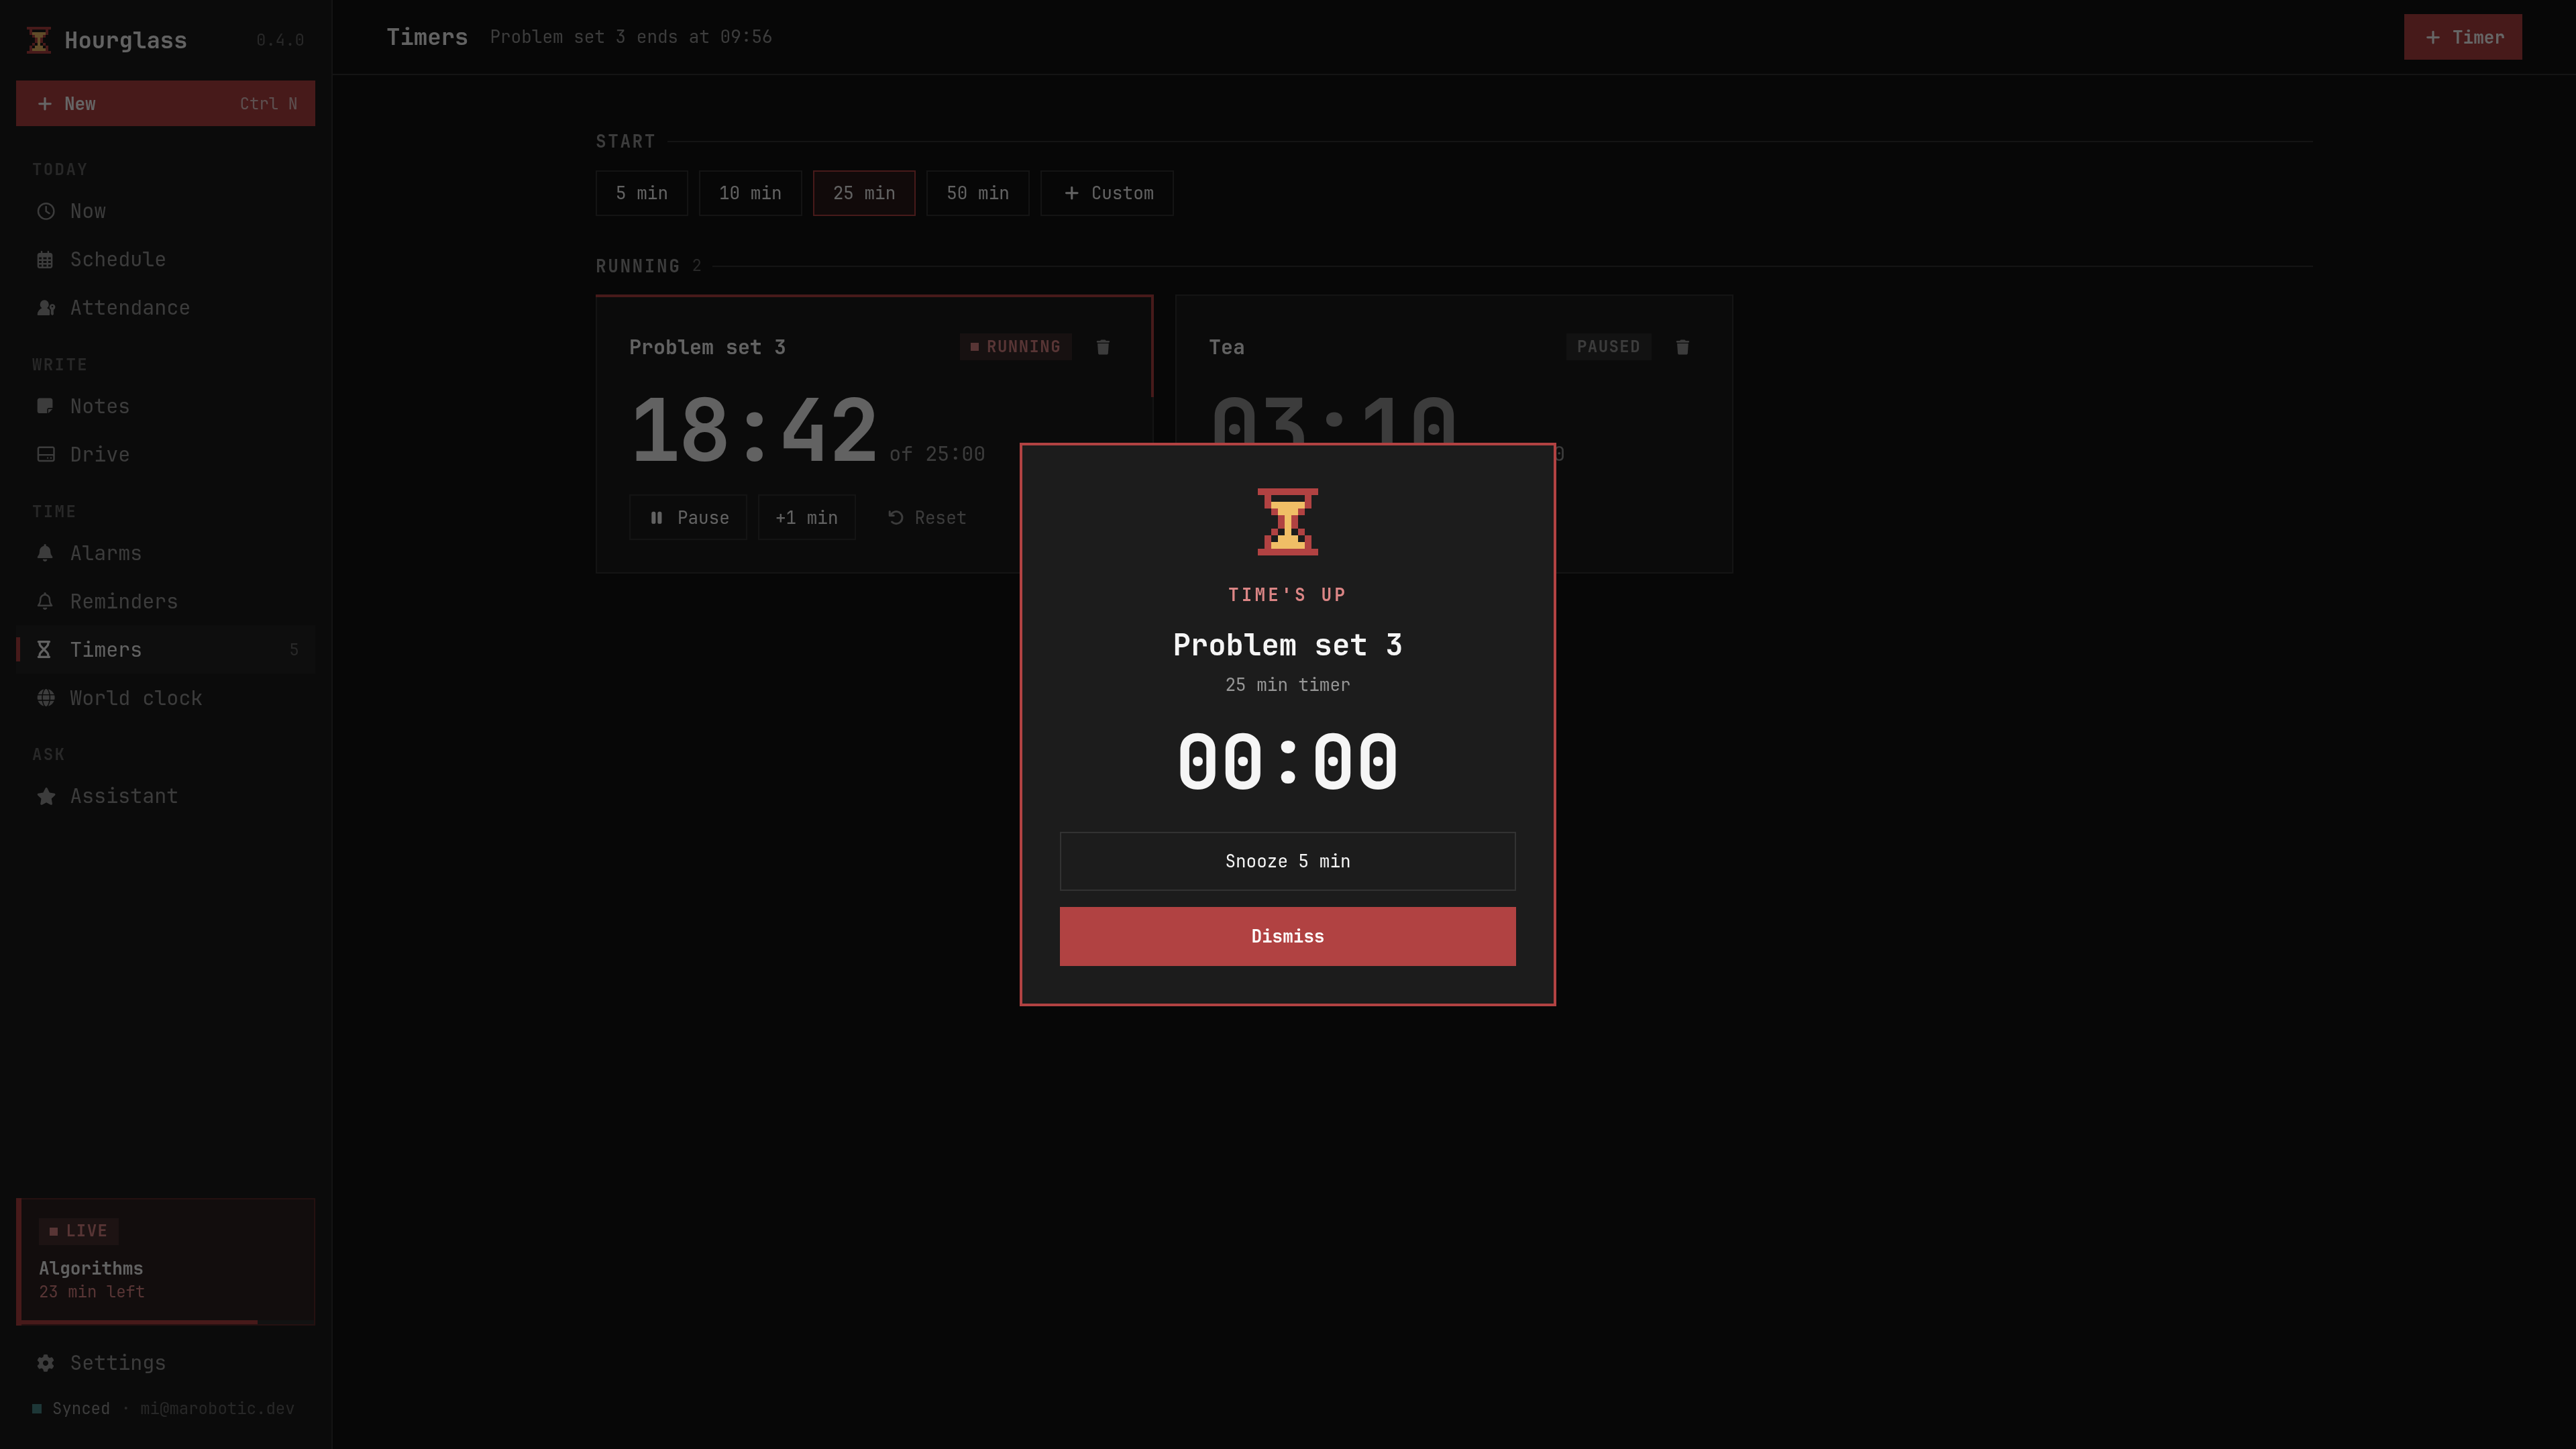 Hourglass 0.4.0
+ New Ctrl N
TODAY
Now
Schedule
Attendance
WRITE
Notes
Drive
TIME
Alarms
Reminders
Timers 5
World clock
ASK
Assistant
LIVE
Algorithms
23 min left
Settings
Synced · mi@marobotic.dev
Timers Problem set 3 ends at 09:56
+ Timer
START
5 min 10 min 25 min 50 min + Custom
RUNNING 2
Problem set 3 RUNNING
18:42 of 25:00
Pause +1 min Reset
Tea PAUSED
03:10
TIME'S UP
Problem set 3
25 min timer
00:00
Snooze 5 min
Dismiss